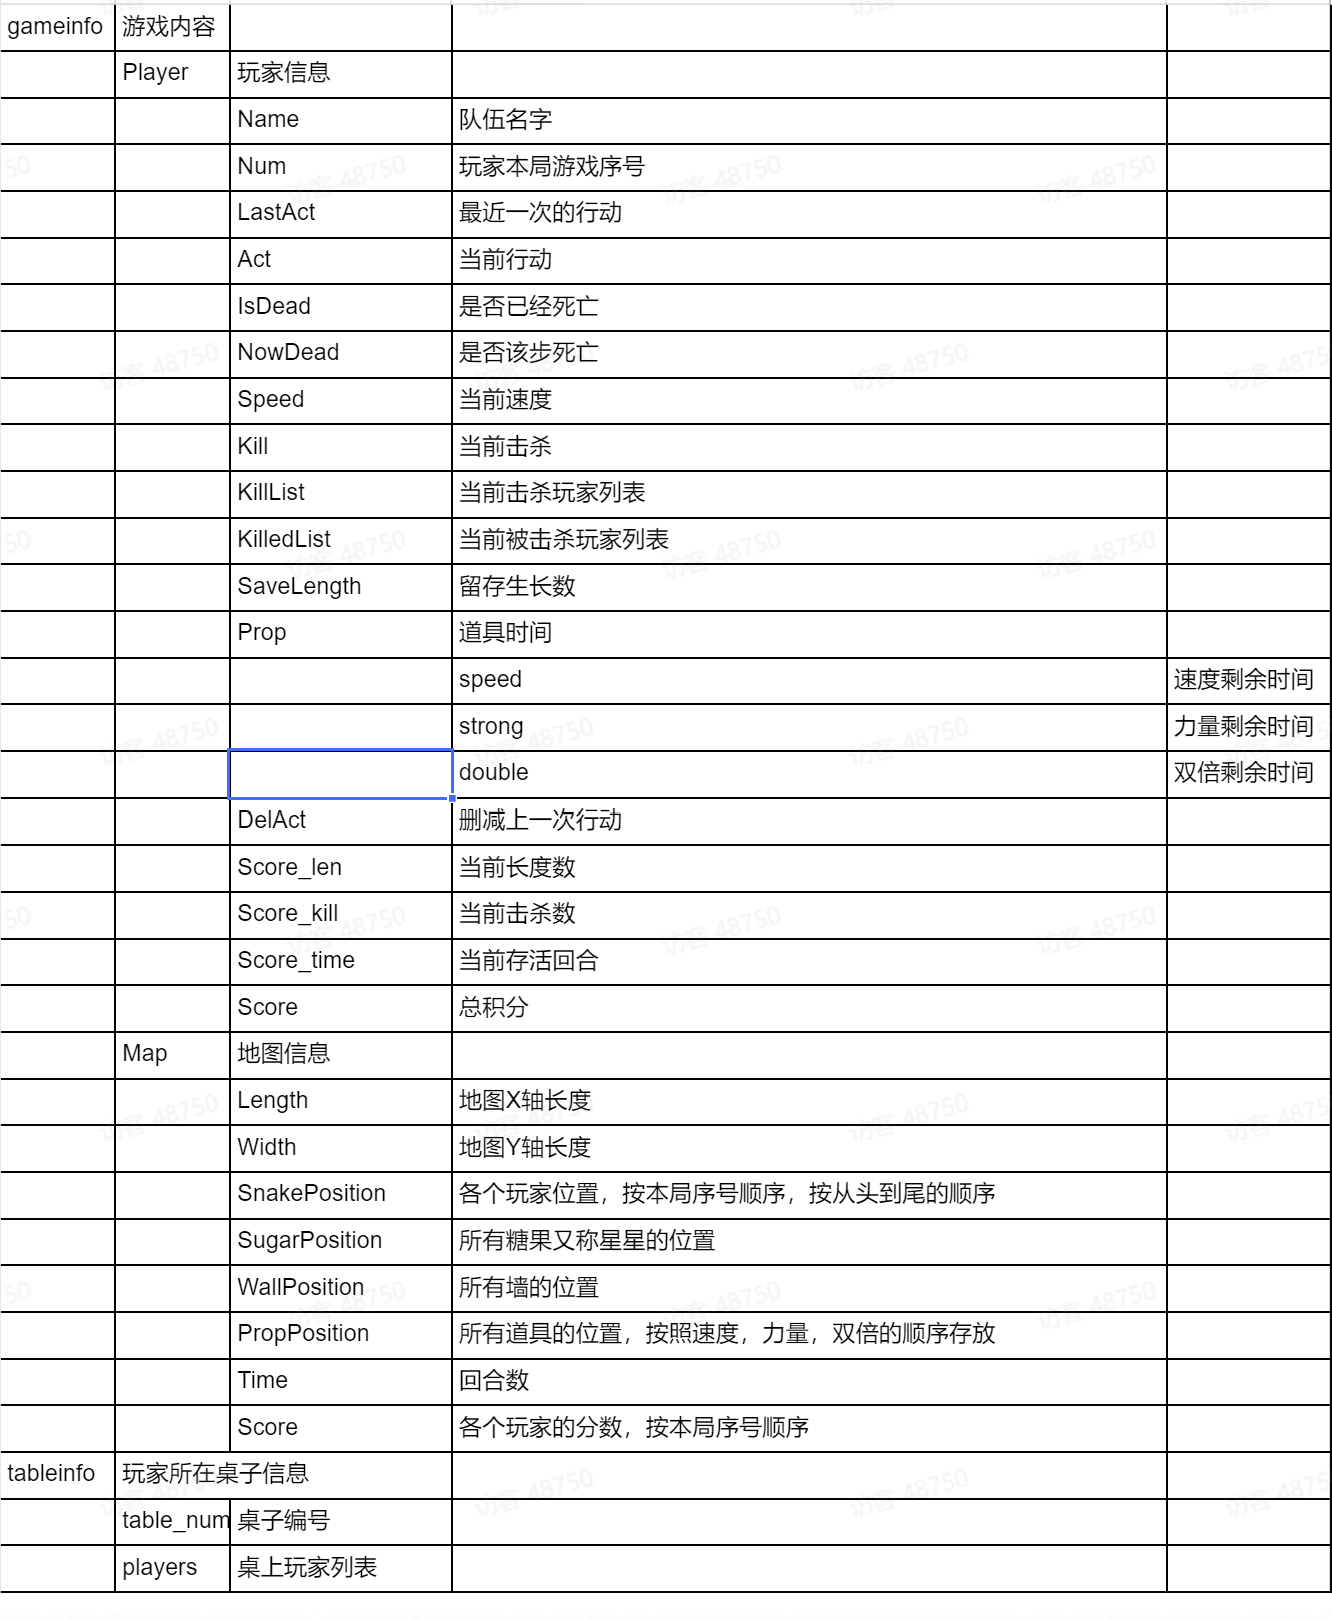 gameinfo 游戏内容
Player 玩家信息
Name 队伍名字
Num 玩家本局游戏序号
LastAct 最近一次的行动
Act 当前行动
IsDead 是否已经死亡
NowDead 是否该步死亡
Speed 当前速度
Kill 当前击杀
KillList 当前击杀玩家列表
KilledList 当前被击杀玩家列表
SaveLength 留存生长数
Prop 道具时间
speed 速度剩余时间
strong 力量剩余时间
double 双倍剩余时间
DelAct 删减上一次行动
Score_len 当前长度数
Score_kill 当前击杀数
Score_time 当前存活回合
Score 总积分
Map 地图信息
Length 地图X轴长度
Width 地图Y轴长度
SnakePosition 各个玩家位置，按本局序号顺序，按从头到尾的顺序
SugarPosition 所有糖果又称星星的位置
WallPosition 所有墙的位置
PropPosition 所有道具的位置，按照速度，力量，双倍的顺序存放
Time 回合数
Score 各个玩家的分数，按本局序号顺序
tableinfo 玩家所在桌子信息
table_num 桌子编号
players 桌上玩家列表
访客 48750